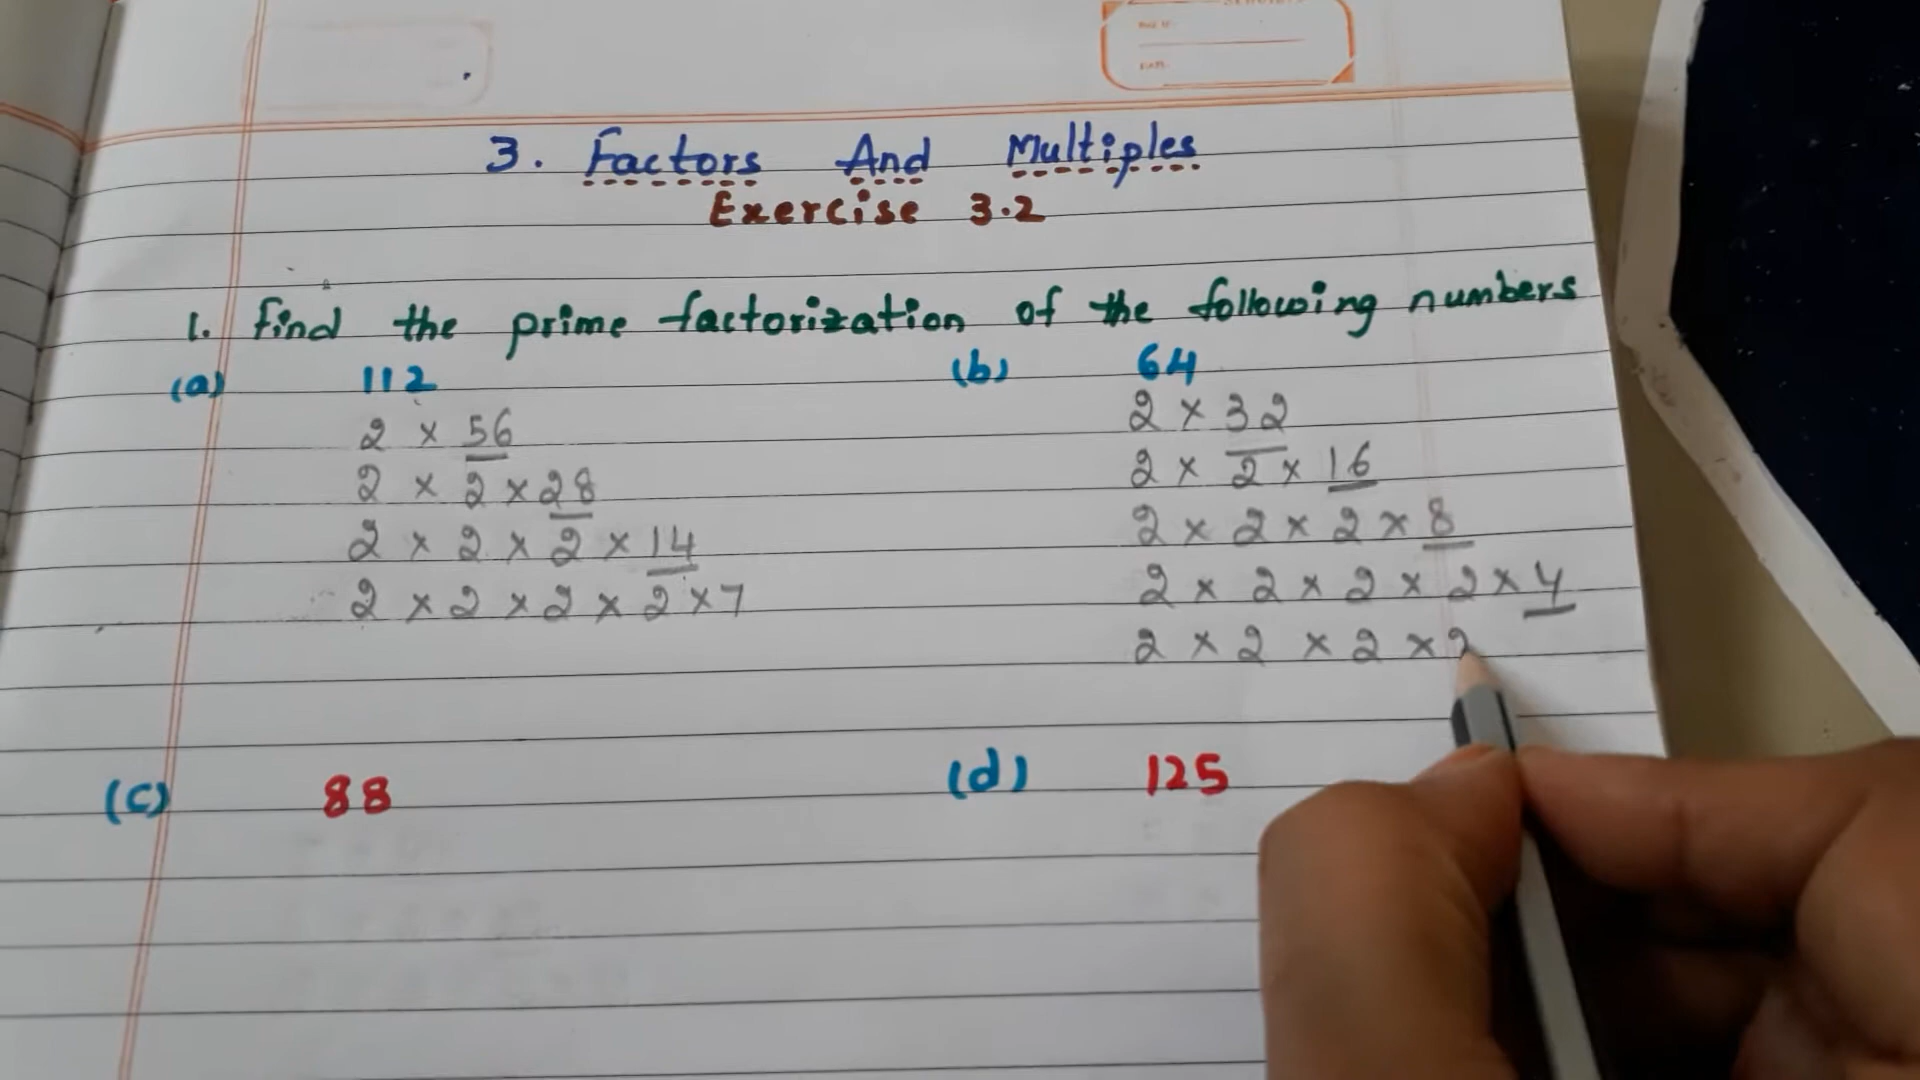 3. Factors And Multiples
Exercise 3.2
1. Find the prime factorization of the following numbers
(a) 112
2 × 56
2 × 2 × 28
2 × 2 × 2 × 14
2 × 2 × 2 × 2 × 7
(b) 64
2 × 32
2 × 2 × 16
2 × 2 × 2 × 8
2 × 2 × 2 × 2 × 4
2 × 2 × 2 × 2
(c) 88
(d) 125